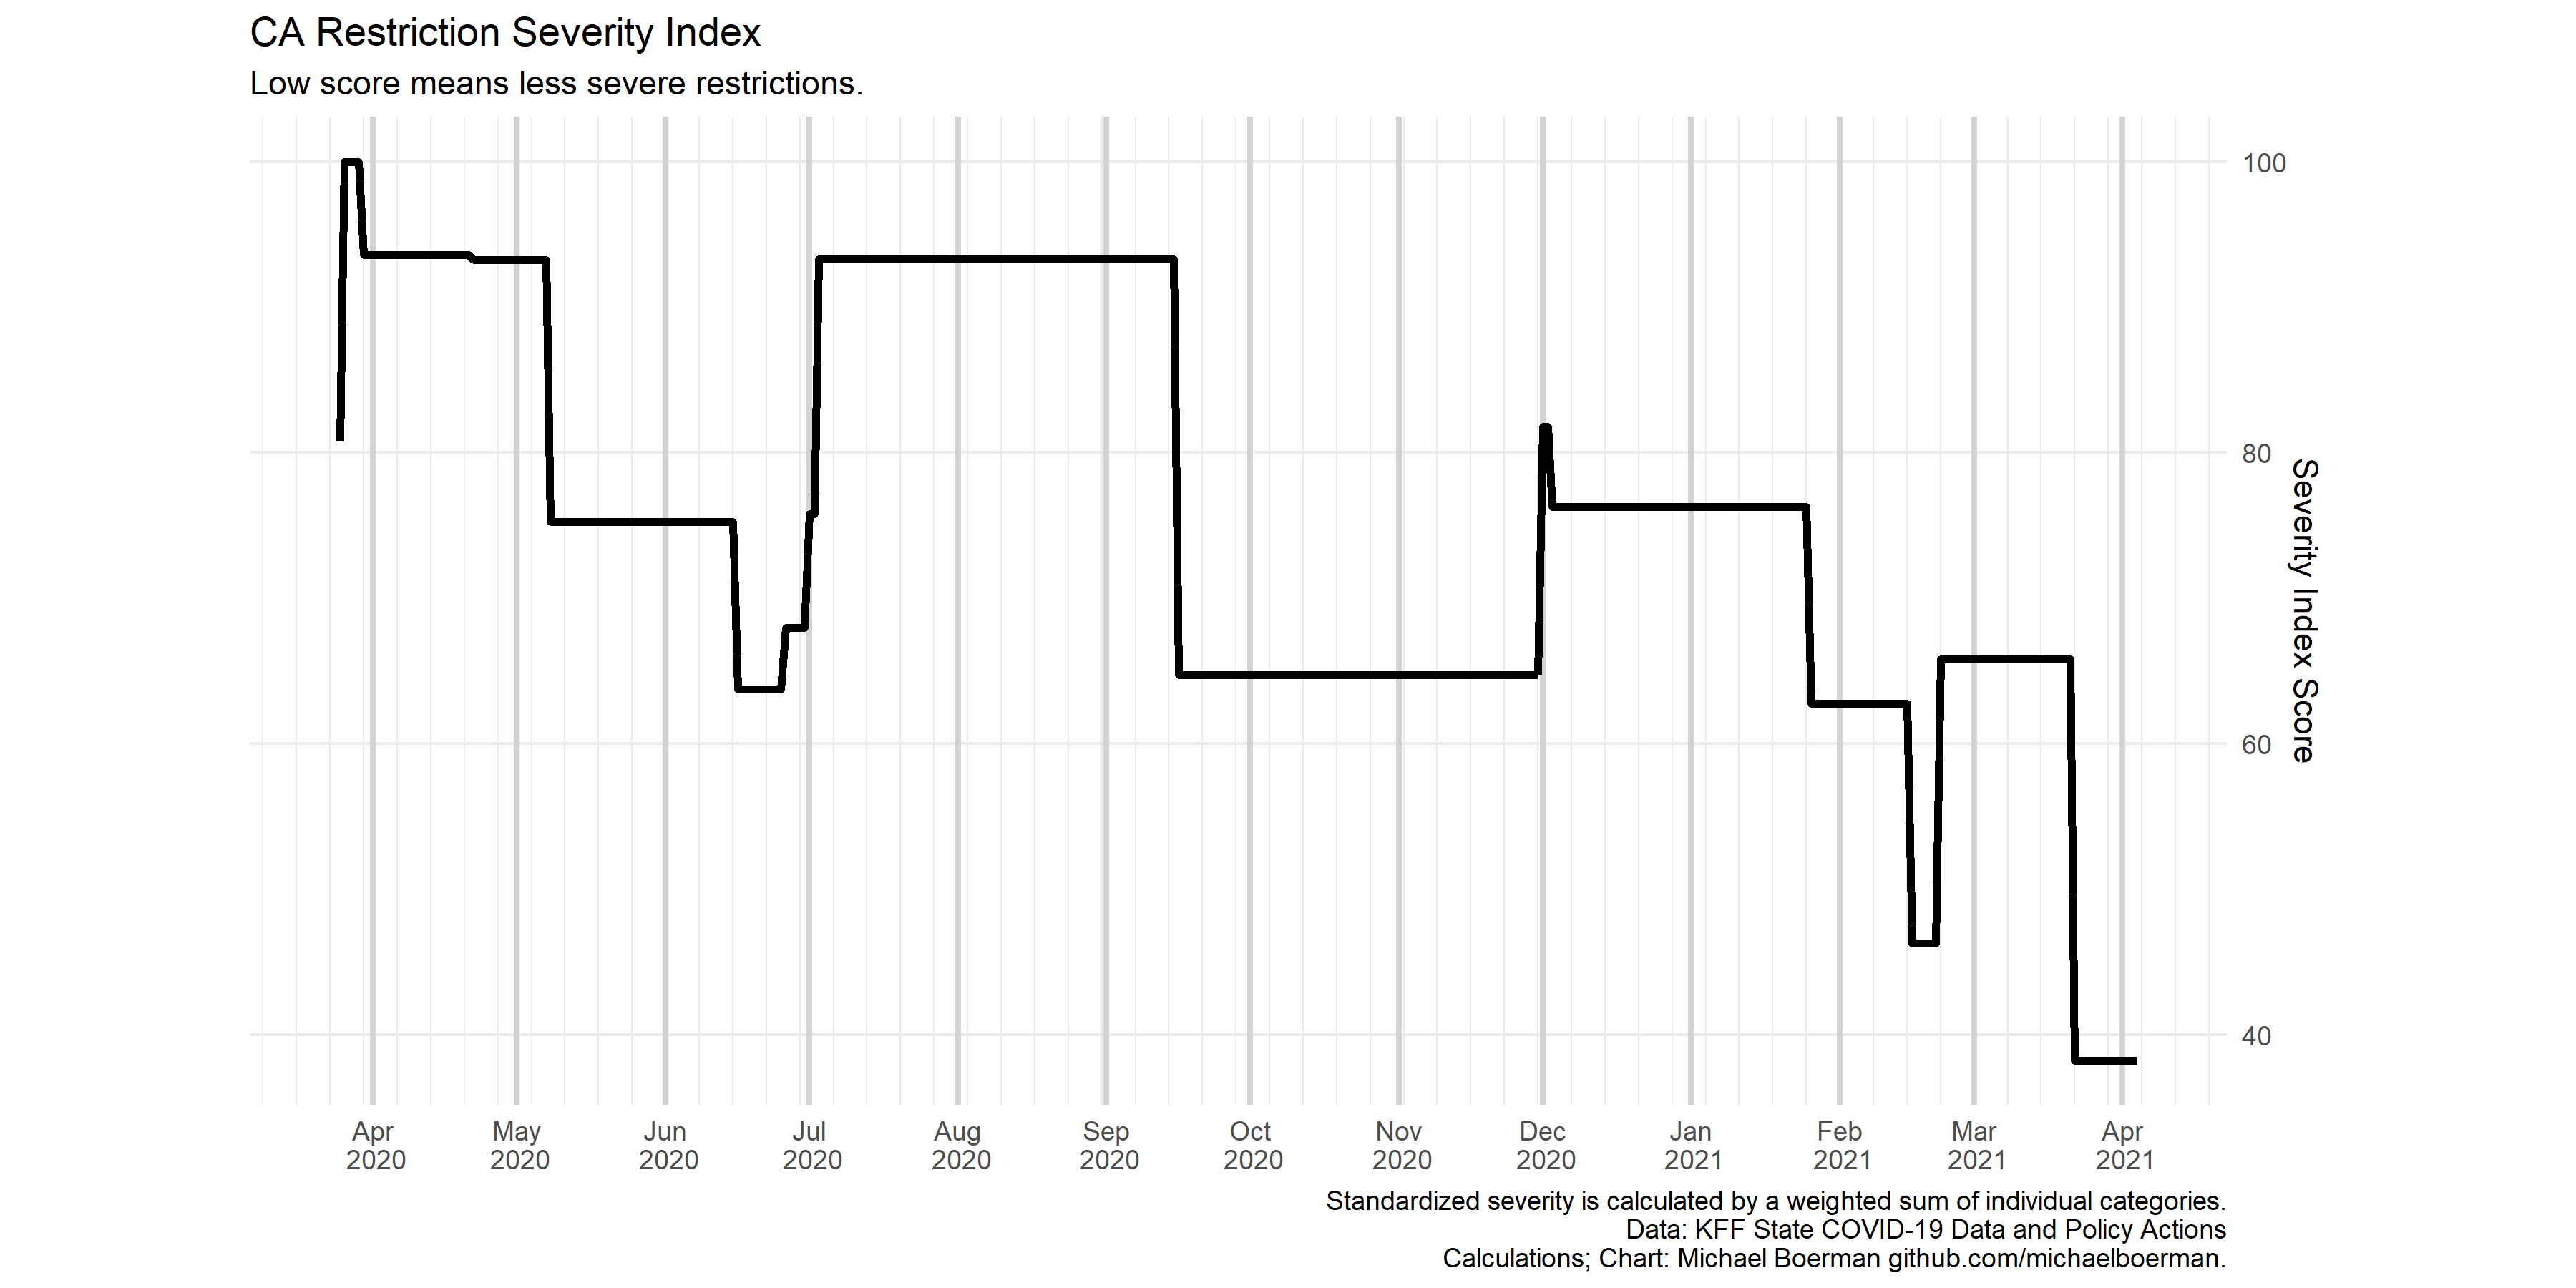 CA Restriction Severity Index
Low score means less severe restrictions.
100
80
60
40
Severity Index Score
Apr 2020
May 2020
Jun 2020
Jul 2020
Aug 2020
Sep 2020
Oct 2020
Nov 2020
Dec 2020
Jan 2021
Feb 2021
Mar 2021
Apr 2021
Standardized severity is calculated by a weighted sum of individual categories.
Data: KFF State COVID-19 Data and Policy Actions
Calculations; Chart: Michael Boerman github.com/michaelboerman.